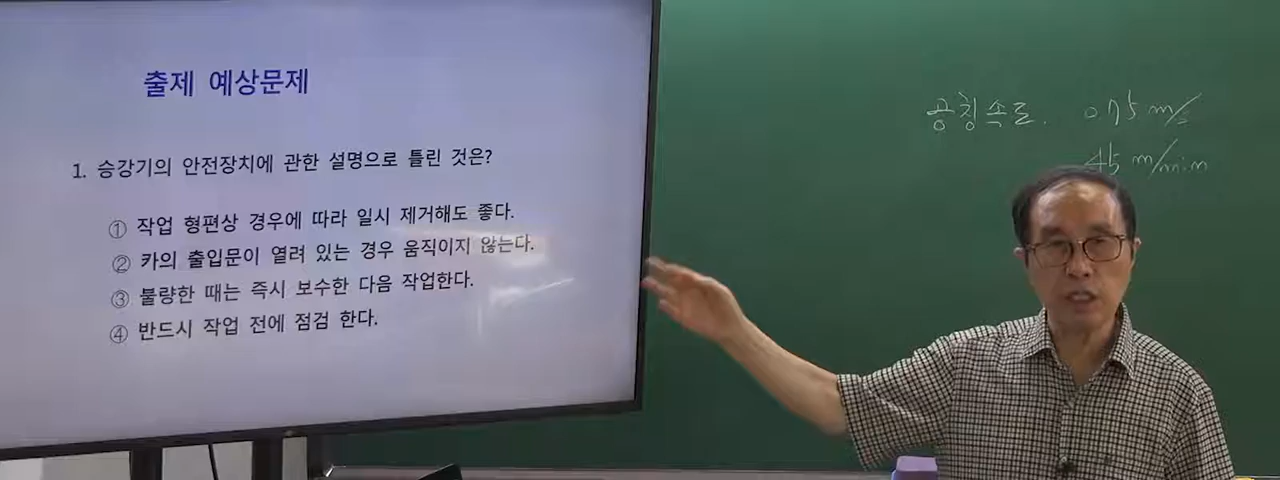 출제 예상문제
1. 승강기의 안전장치에 관한 설명으로 틀린 것은?
① 작업 형편상 경우에 따라 일시 제거해도 좋다.
② 카의 출입문이 열려 있는 경우 움직이지 않는다.
③ 불량한 때는 즉시 보수한 다음 작업한다.
④ 반드시 작업 전에 점검 한다.
공칭속도. 0.75 m/s
45 m/min